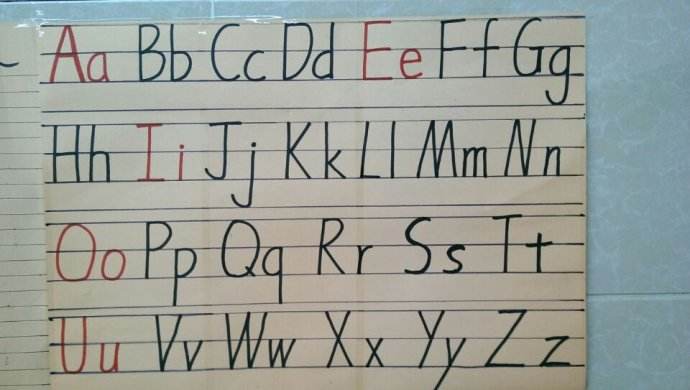 Aa Bb Cc Dd Ee Ff Gg
Hh Ii Jj Kk Ll Mm Nn
Oo Pp Qq Rr Ss Tt
Uu Vv Ww Xx Yy Zz